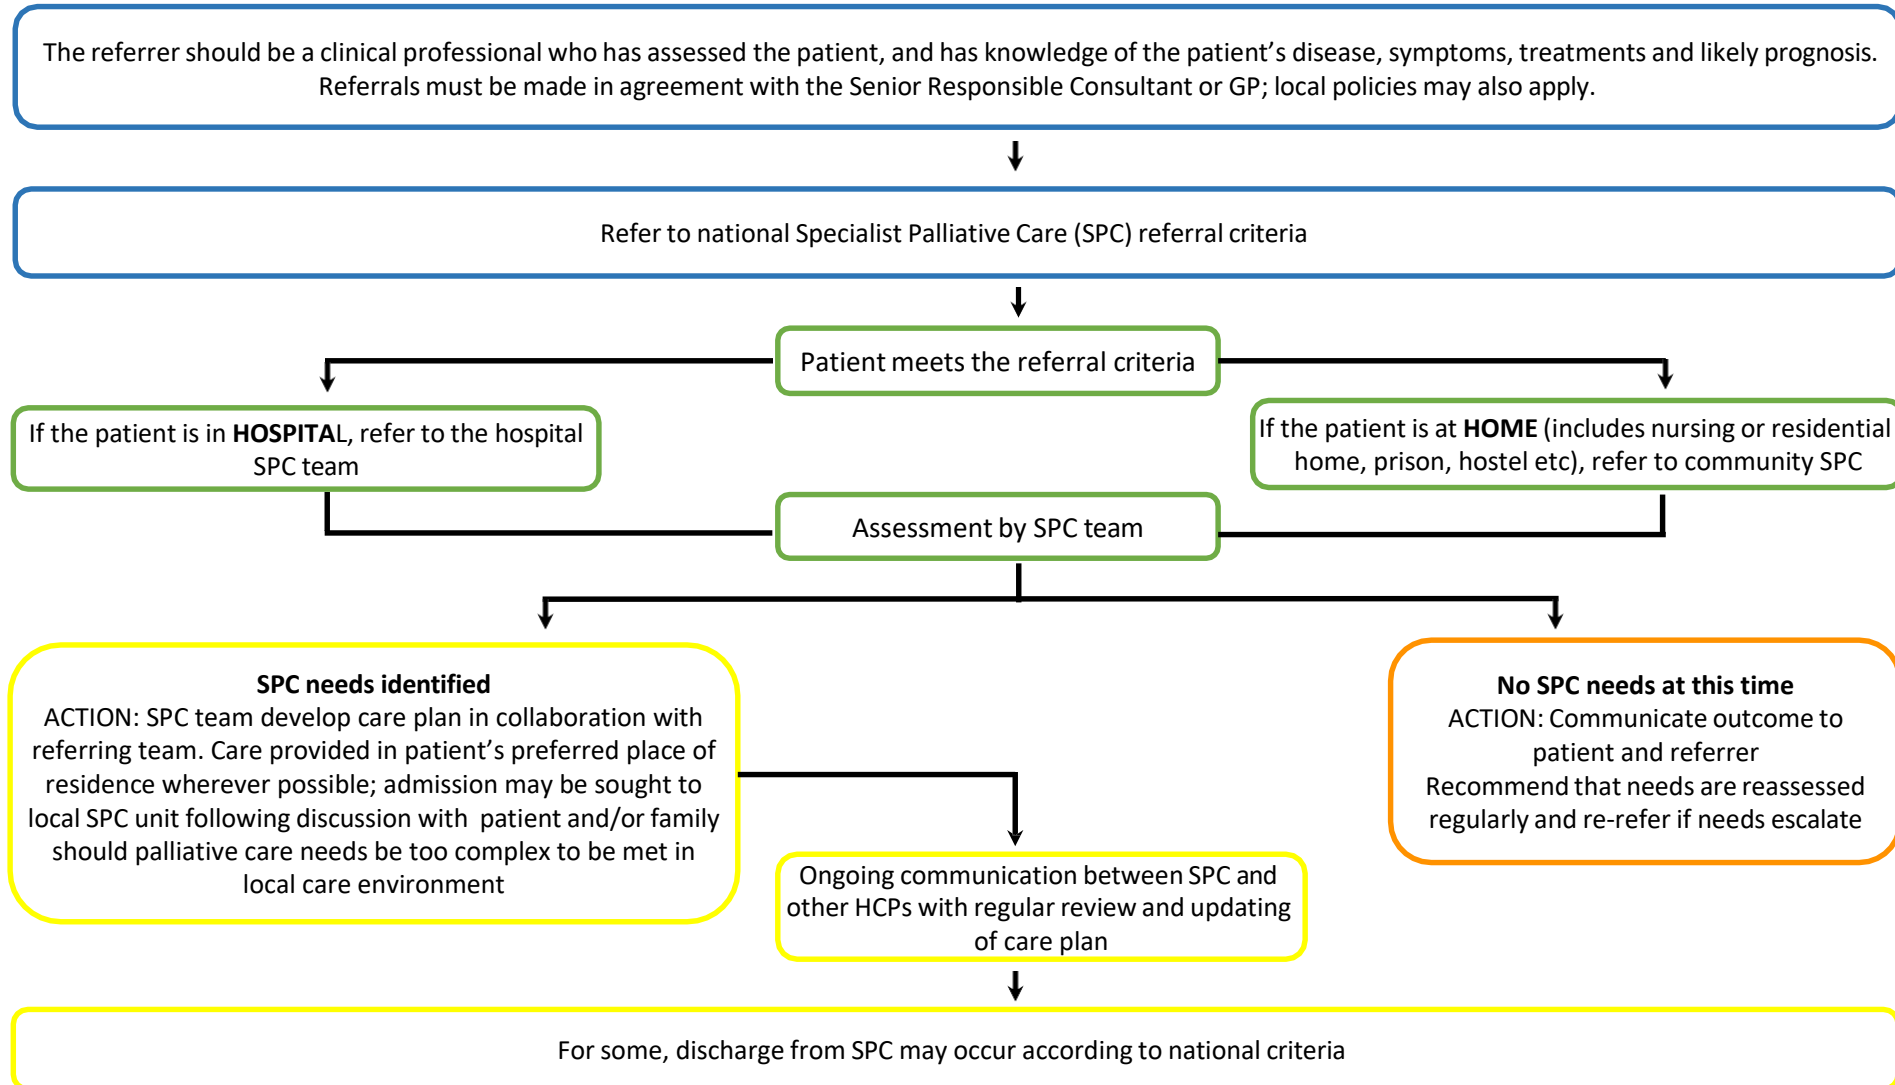 The referrer should be a clinical professional who has assessed the patient, and has knowledge of the patient’s disease, symptoms, treatments and likely prognosis.
Referrals must be made in agreement with the Senior Responsible Consultant or GP; local policies may also apply.
Refer to national Specialist Palliative Care (SPC) referral criteria
Patient meets the referral criteria
If the patient is in HOSPITAL, refer to the hospital
SPC team
If the patient is at HOME (includes nursing or residential
home, prison, hostel etc), refer to community SPC
Assessment by SPC team
SPC needs identified
ACTION: SPC team develop care plan in collaboration with
referring team. Care provided in patient’s preferred place of
residence wherever possible; admission may be sought to
local SPC unit following discussion with patient and/or family
should palliative care needs be too complex to be met in
local care environment
No SPC needs at this time
ACTION: Communicate outcome to
patient and referrer
Recommend that needs are reassessed
regularly and re-refer if needs escalate
Ongoing communication between SPC and
other HCPs with regular review and updating
of care plan
For some, discharge from SPC may occur according to national criteria